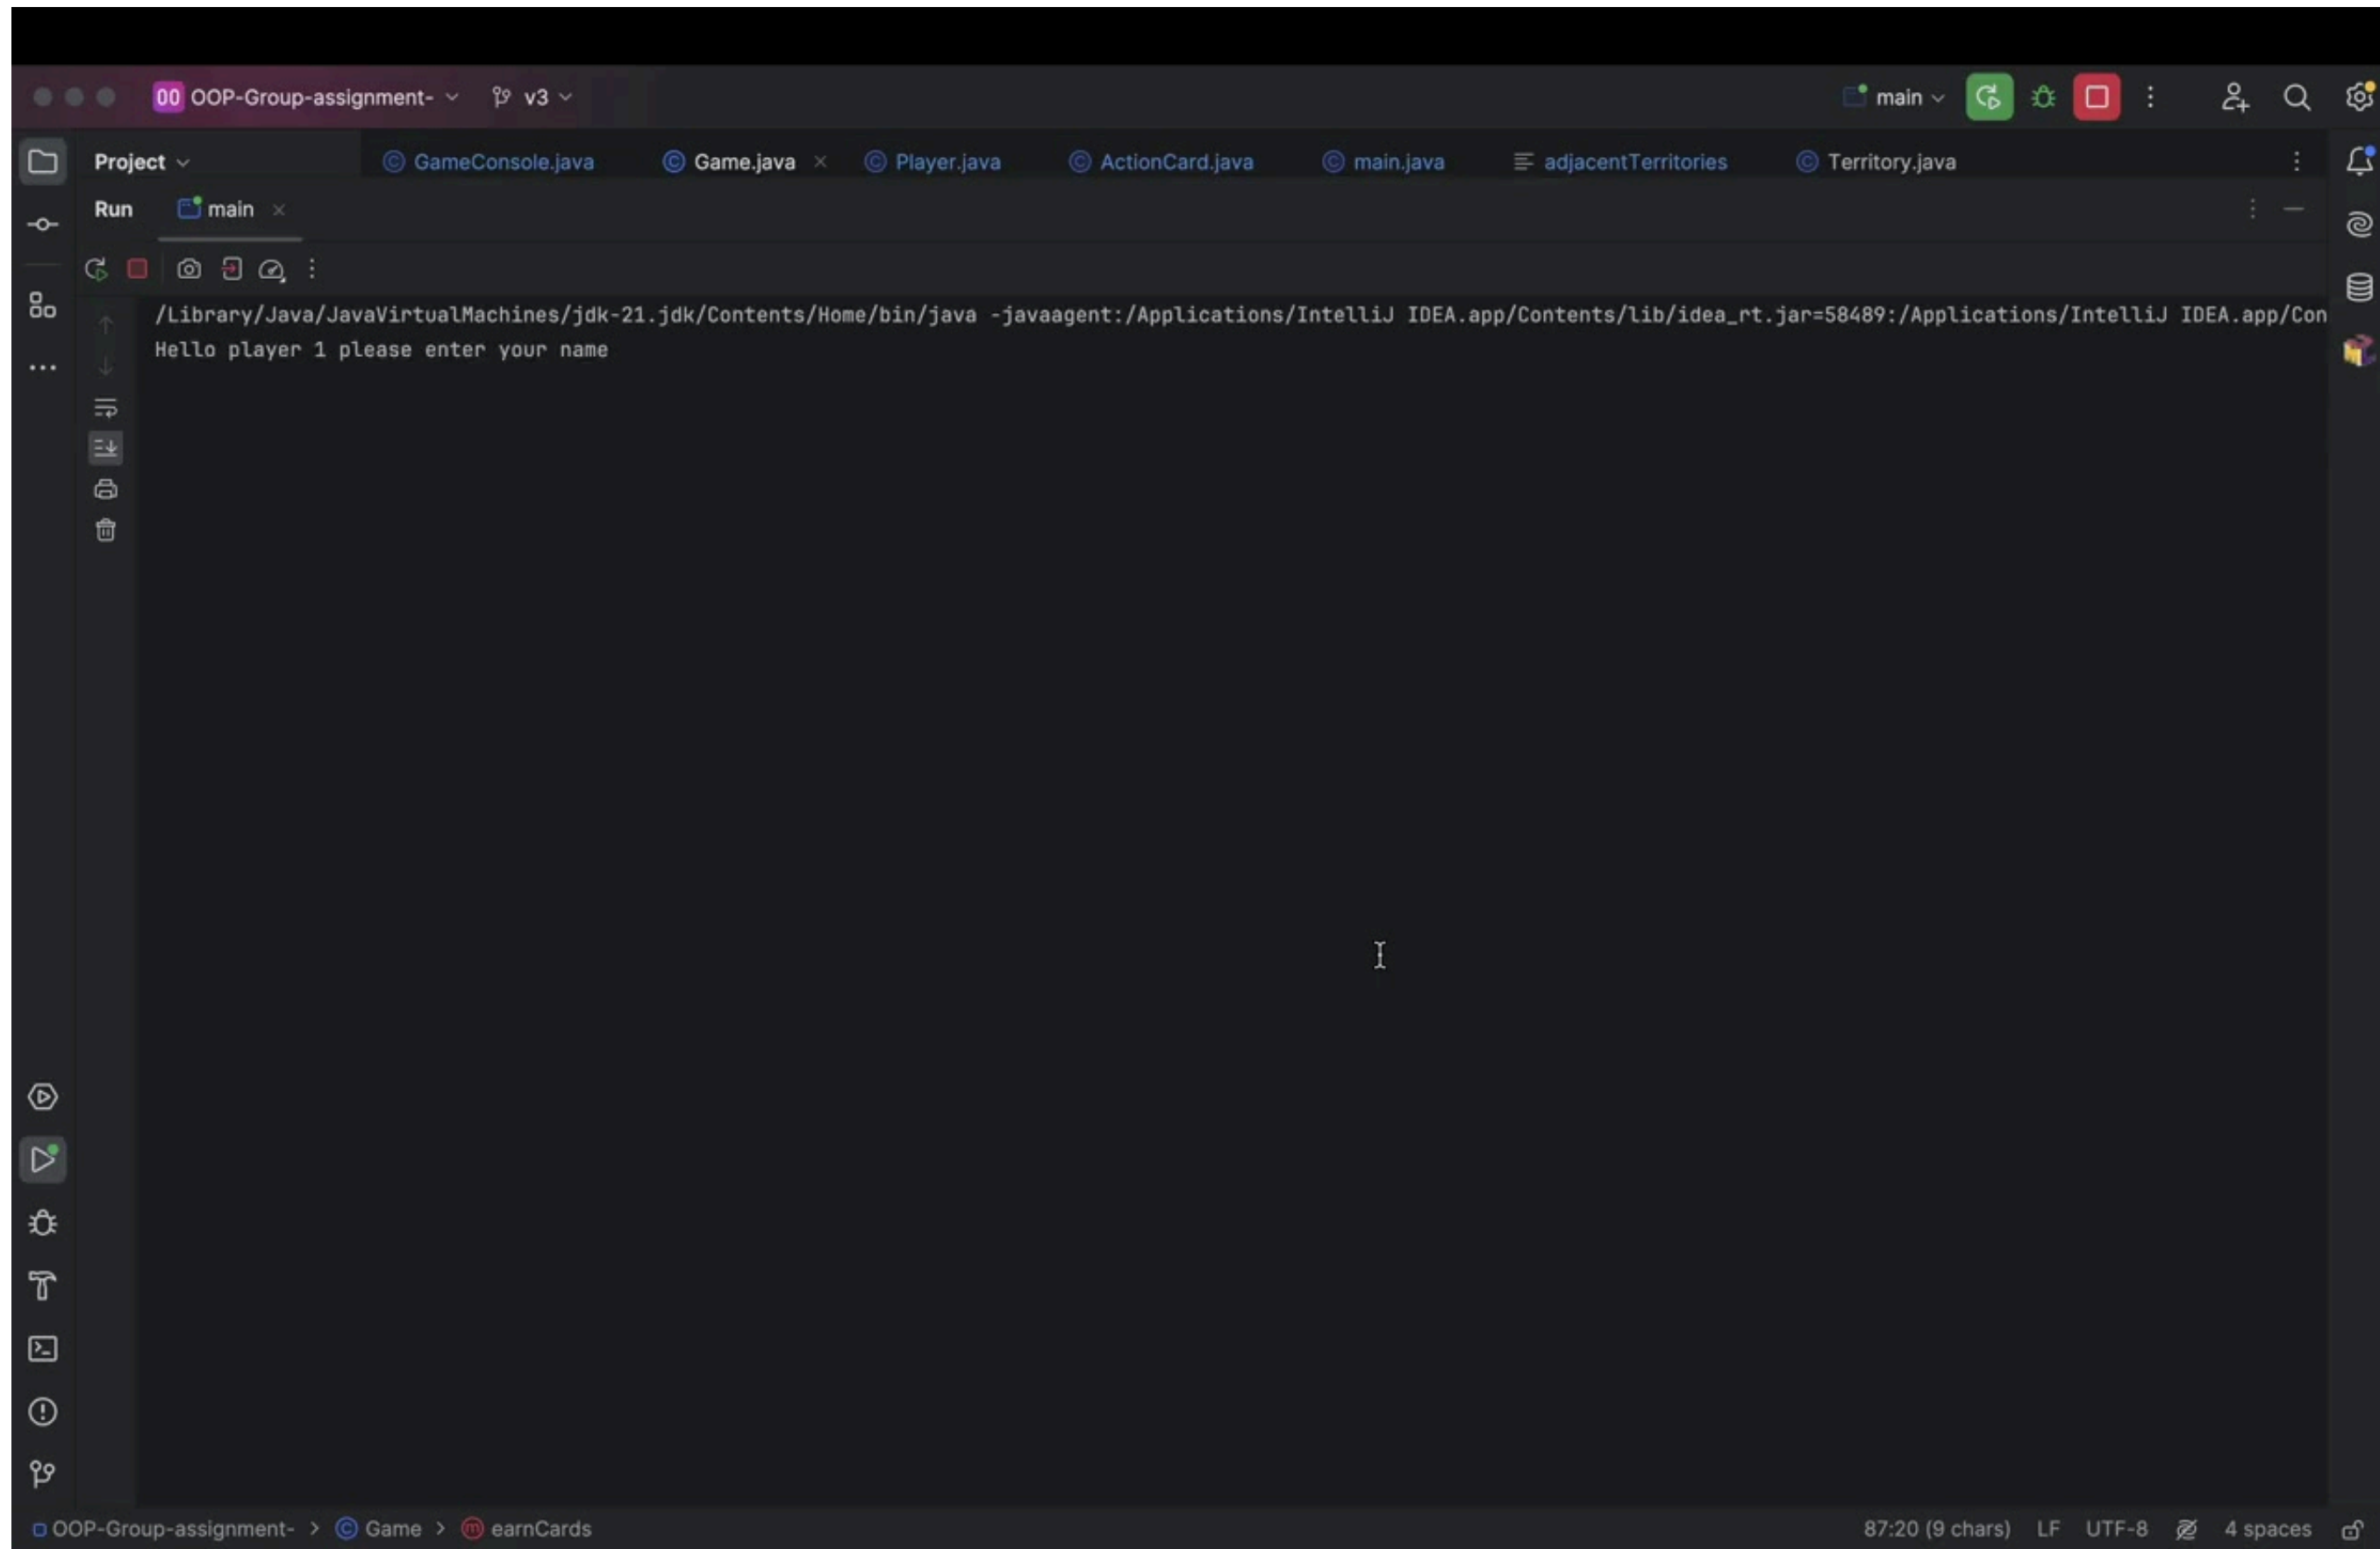 00 OOP-Group-assignment- v3 main
Project GameConsole.java Game.java Player.java ActionCard.java main.java adjacentTerritories Territory.java
Run main
/Library/Java/JavaVirtualMachines/jdk-21.jdk/Contents/Home/bin/java -javaagent:/Applications/IntelliJ IDEA.app/Contents/lib/idea_rt.jar=58489:/Applications/IntelliJ IDEA.app/Con
Hello player 1 please enter your name
OOP-Group-assignment- > Game > earnCards 87:20 (9 chars) LF UTF-8 4 spaces